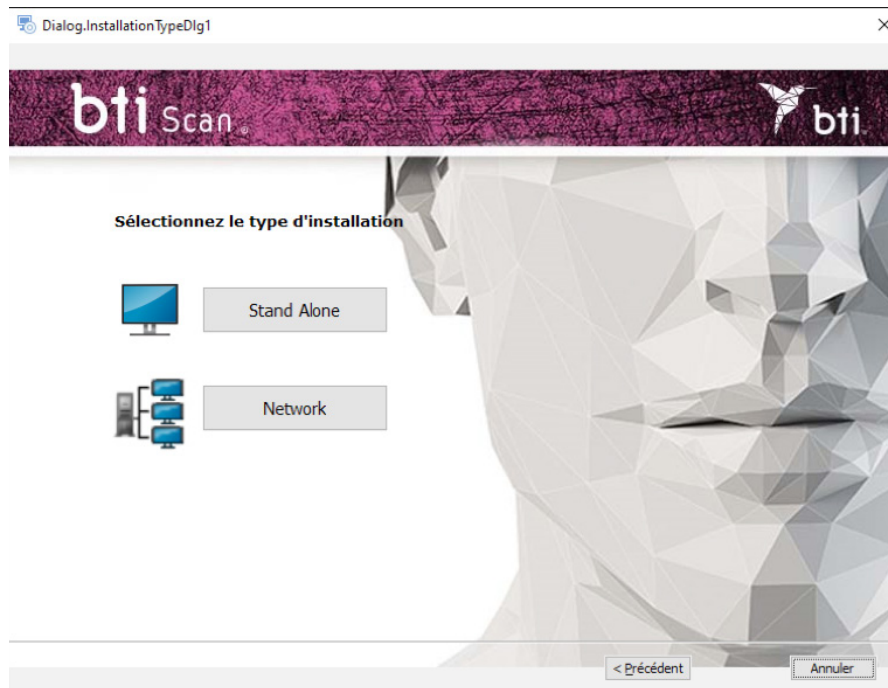 Dialog.InstallationTypeDlg1
bti Scan®
bti
Sélectionnez le type d'installation
Stand Alone
Network
< Précédent
Annuler